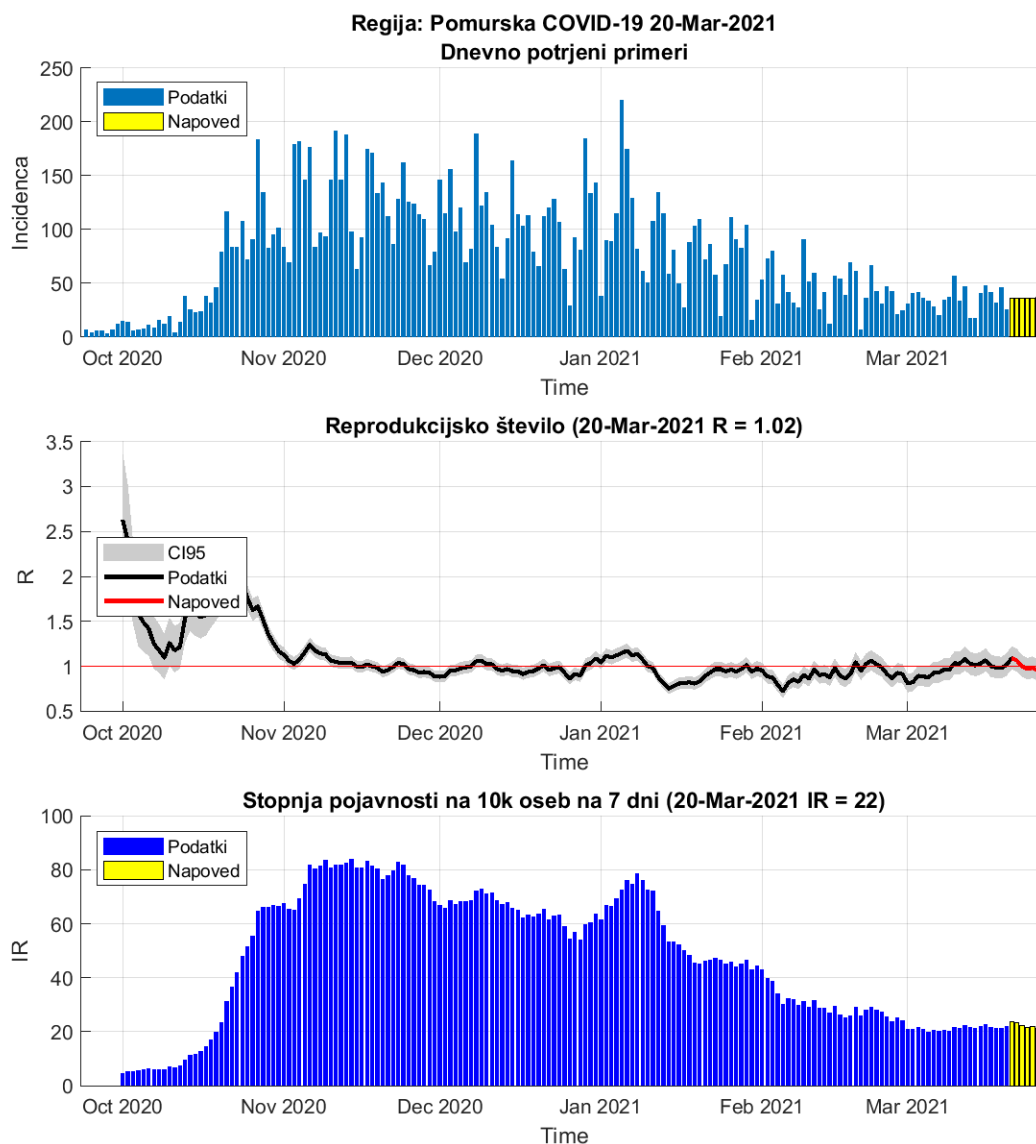 Regija: Pomurska COVID-19 20-Mar-2021
Dnevno potrjeni primeri
250
200
150
100
50
0
Incidenca
Podatki
Napoved
Oct 2020 Nov 2020 Dec 2020 Jan 2021 Feb 2021 Mar 2021
Time
Reprodukcijsko število (20-Mar-2021 R = 1.02)
3.5
3
2.5
2
1.5
1
0.5
R
CI95
Podatki
Napoved
Oct 2020 Nov 2020 Dec 2020 Jan 2021 Feb 2021 Mar 2021
Time
Stopnja pojavnosti na 10k oseb na 7 dni (20-Mar-2021 IR = 22)
100
80
60
40
20
0
IR
Podatki
Napoved
Oct 2020 Nov 2020 Dec 2020 Jan 2021 Feb 2021 Mar 2021
Time